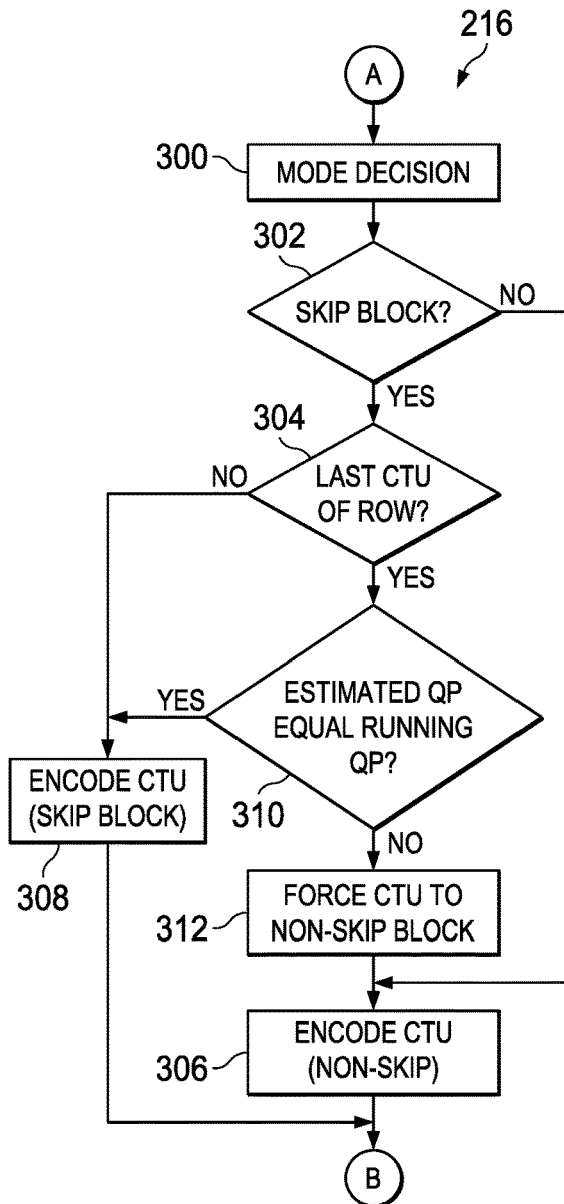 216
A
300
MODE DECISION
302
SKIP BLOCK?
NO
YES
304
NO
LAST CTU
OF ROW?
YES
YES
ESTIMATED QP
EQUAL RUNNING
QP?
310
NO
ENCODE CTU
(SKIP BLOCK)
308
312
FORCE CTU TO
NON-SKIP BLOCK
306
ENCODE CTU
(NON-SKIP)
B